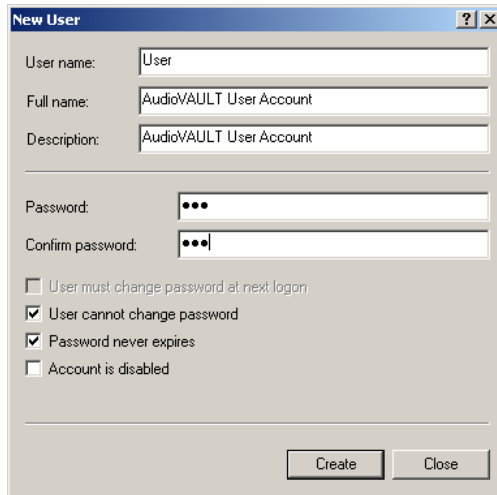 New User
User name: User
Full name: AudioVAULT User Account
Description: AudioVAULT User Account
Password: •••
Confirm password: •••
User must change password at next logon
User cannot change password
Password never expires
Account is disabled
Create Close